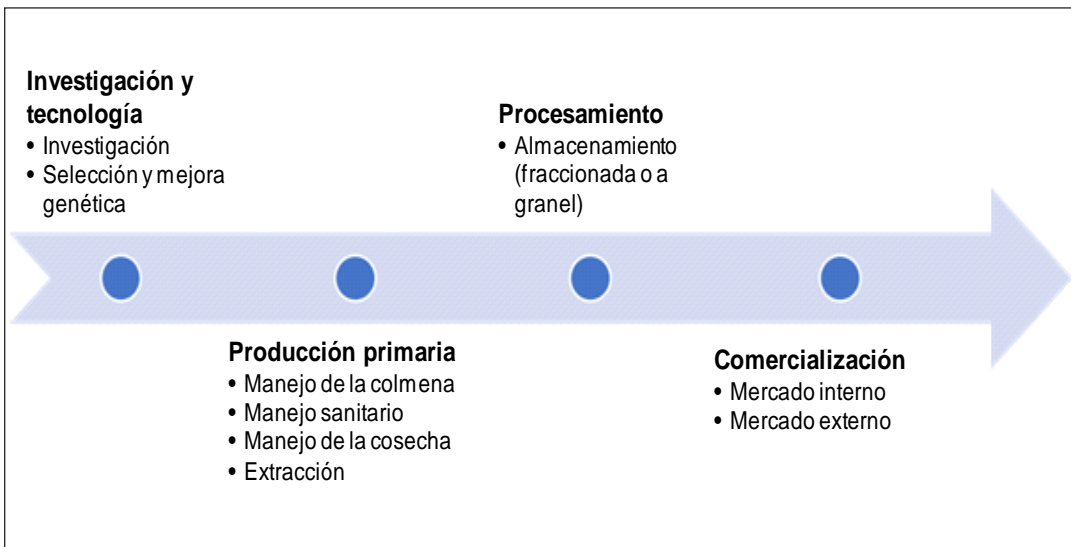 Investigación y
tecnología
• Investigación
• Selección y mejora
genética
Procesamiento
• Almacenamiento
(fraccionada o a
granel)
Producción primaria
• Manejo de la colmena
• Manejo sanitario
• Manejo de la cosecha
• Extracción
Comercialización
• Mercado interno
• Mercado externo